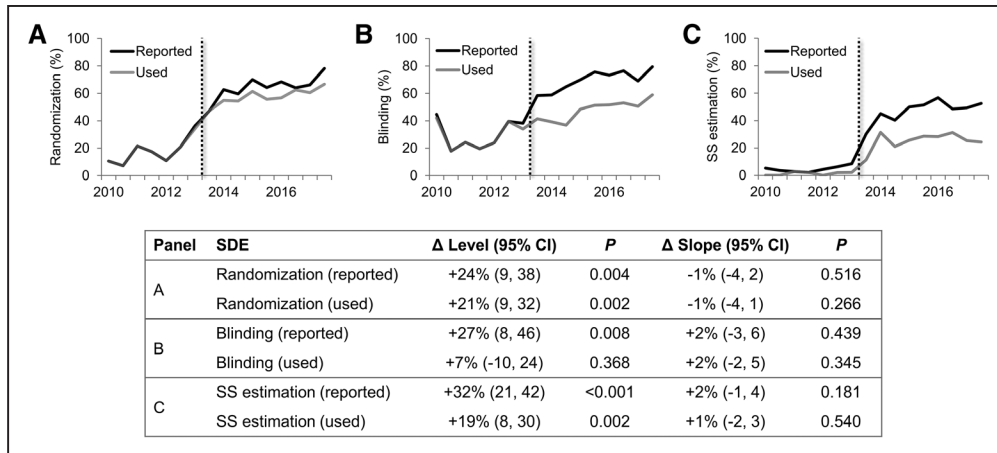 A
Randomization (%)
100
80
60
40
20
0
Reported
Used
2010 2012 2014 2016
B
Blinding (%)
100
80
60
40
20
0
Reported
Used
2010 2012 2014 2016
C
SS estimation (%)
100
80
60
40
20
0
Reported
Used
2010 2012 2014 2016
Panel SDE Δ Level (95% CI) P Δ Slope (95% CI) P
A
Randomization (reported) +24% (9, 38) 0.004 -1% (-4, 2) 0.516
Randomization (used) +21% (9, 32) 0.002 -1% (-4, 1) 0.266
B
Blinding (reported) +27% (8, 46) 0.008 +2% (-3, 6) 0.439
Blinding (used) +7% (-10, 24) 0.368 +2% (-2, 5) 0.345
C
SS estimation (reported) +32% (21, 42) <0.001 +2% (-1, 4) 0.181
SS estimation (used) +19% (8, 30) 0.002 +1% (-2, 3) 0.540